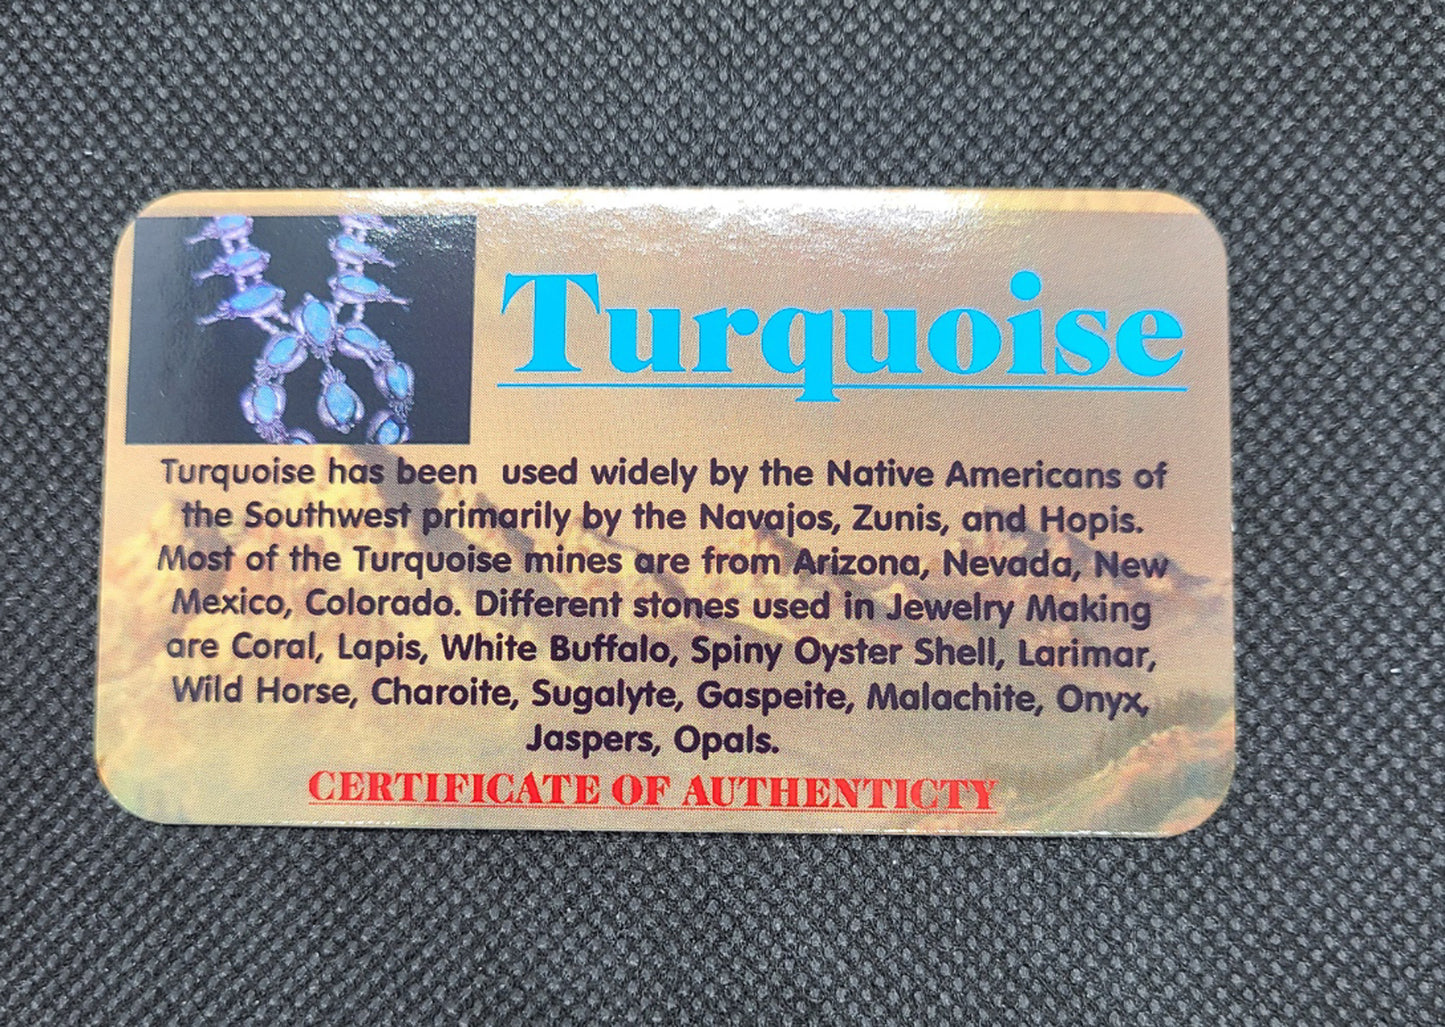 Turquoise
Turquoise has been used widely by the Native Americans of
the Southwest primarily by the Navajos, Zunis, and Hopis.
Most of the Turquoise mines are from Arizona, Nevada, New
Mexico, Colorado. Different stones used in Jewelry Making
are Coral, Lapis, White Buffalo, Spiny Oyster Shell, Larimar,
Wild Horse, Charoite, Sugalyte, Gaspeite, Malachite, Onyx,
Jaspers, Opals.
CERTIFICATE OF AUTHENTICTY